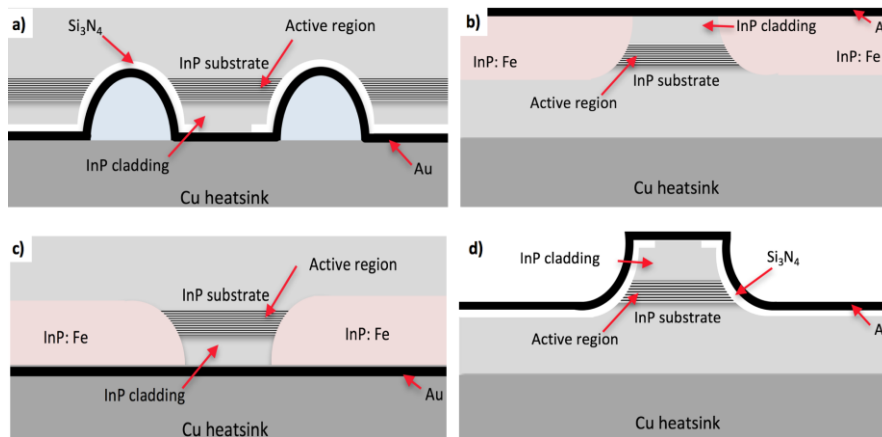 a)
Si₃N₄
Active region
InP substrate
InP cladding
Au
Cu heatsink
b)
InP cladding
A
InP: Fe
InP: Fe
InP substrate
Active region
Cu heatsink
c)
Active region
InP substrate
InP: Fe
InP: Fe
InP cladding
Au
Cu heatsink
d)
InP cladding
Si₃N₄
InP substrate
Active region
A
Cu heatsink